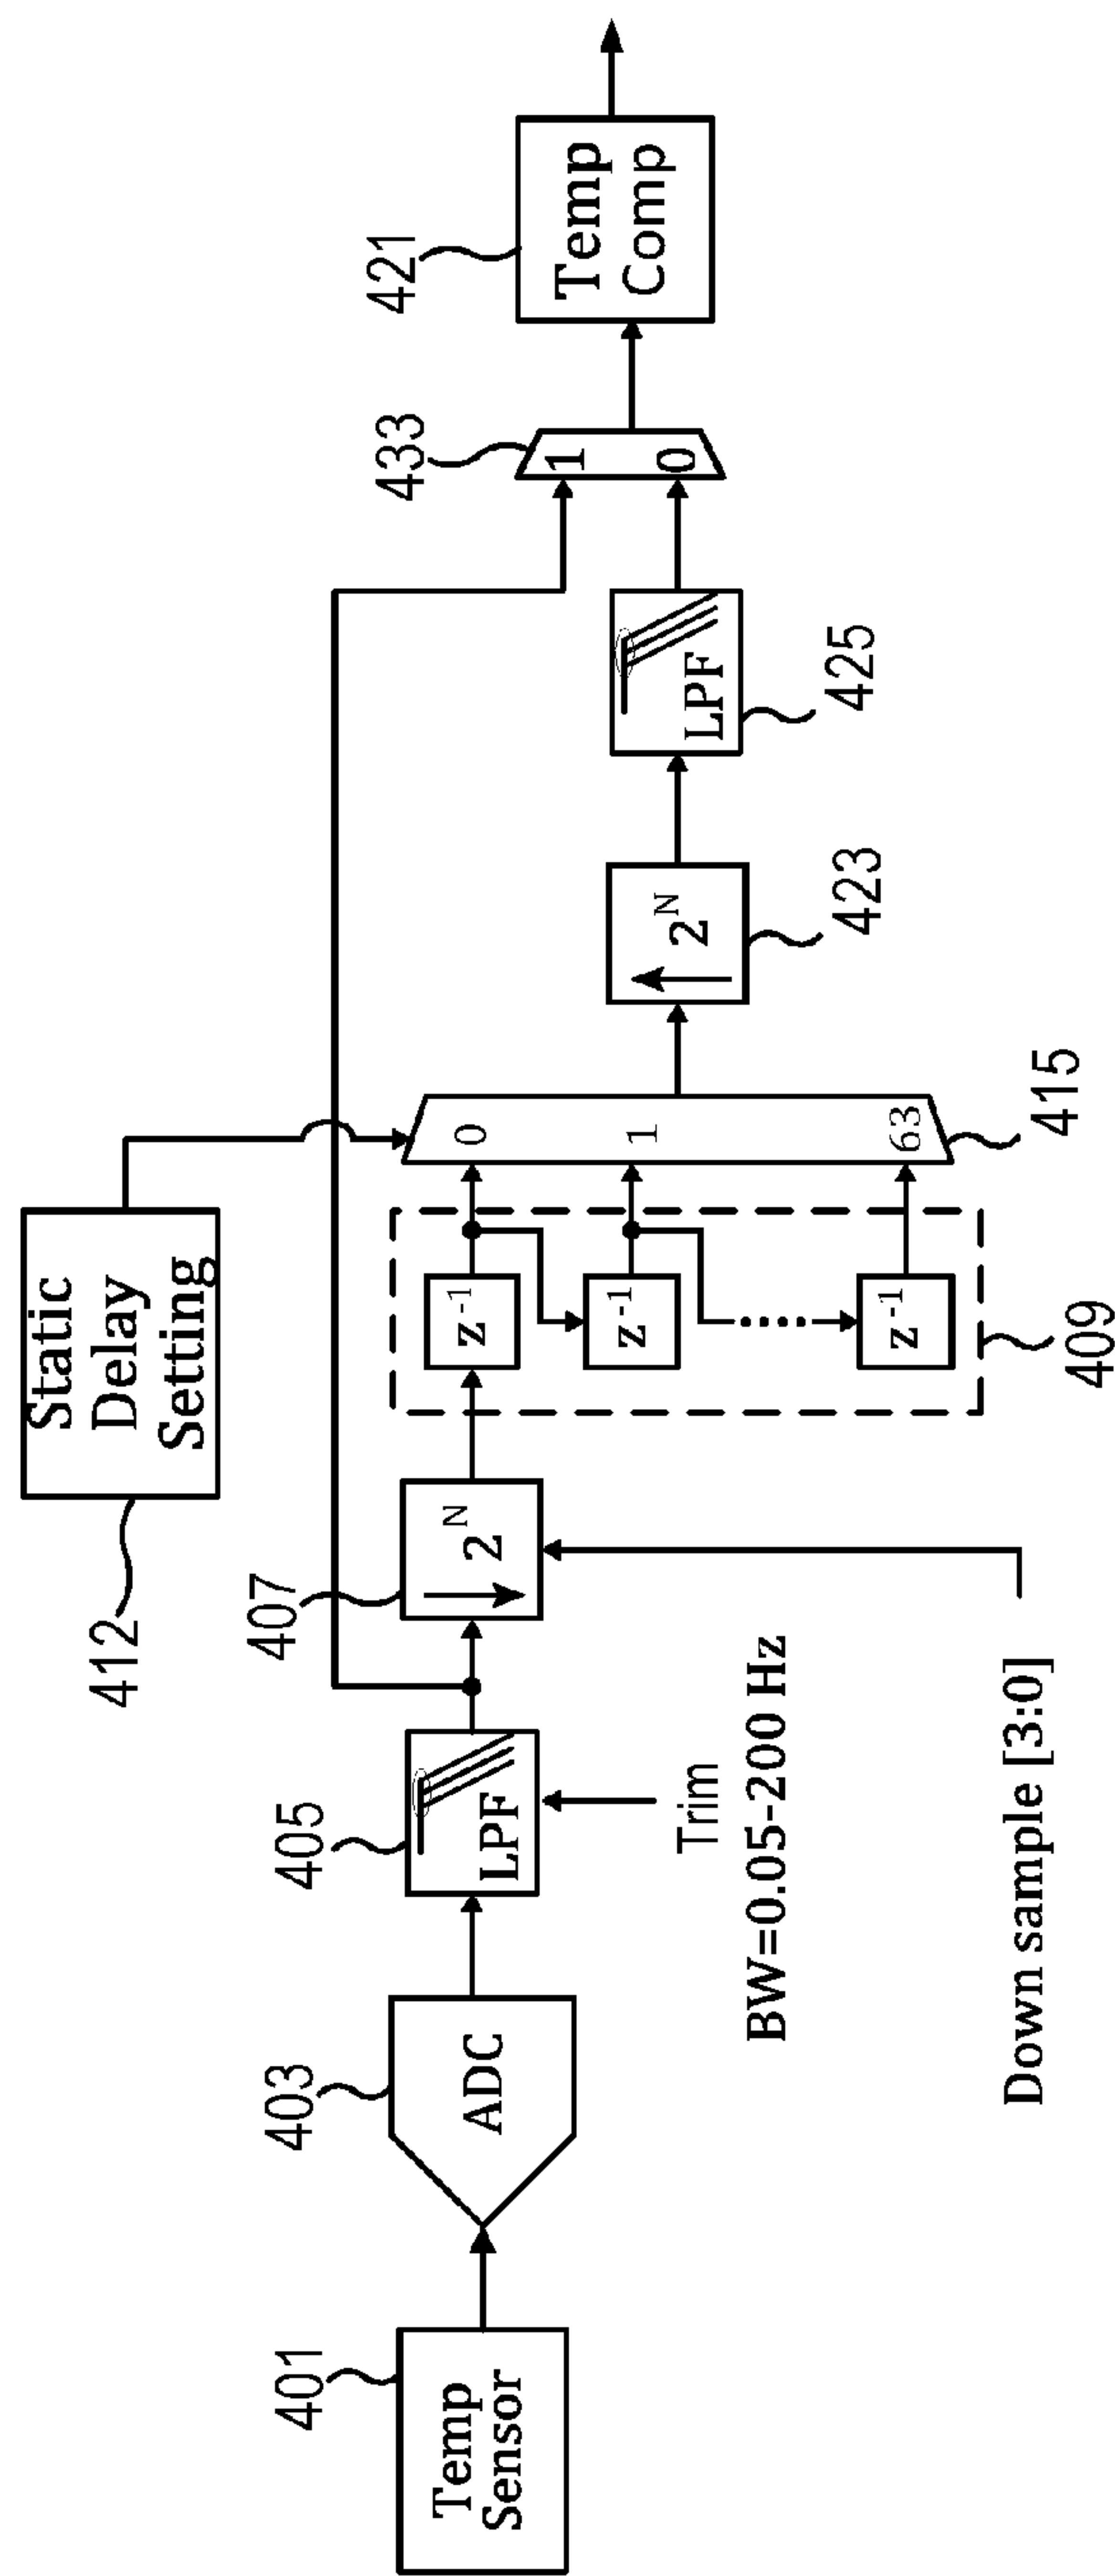 Temp
Sensor
401
ADC
403
LPF
405
Trim
BW=0.05-200 Hz
2^N
407
Down sample [3:0]
Static
Delay
Setting
412
z^-1
z^-1
z^-1
409
0
1
63
415
2^N
423
LPF
425
1
0
433
Temp
Comp
421